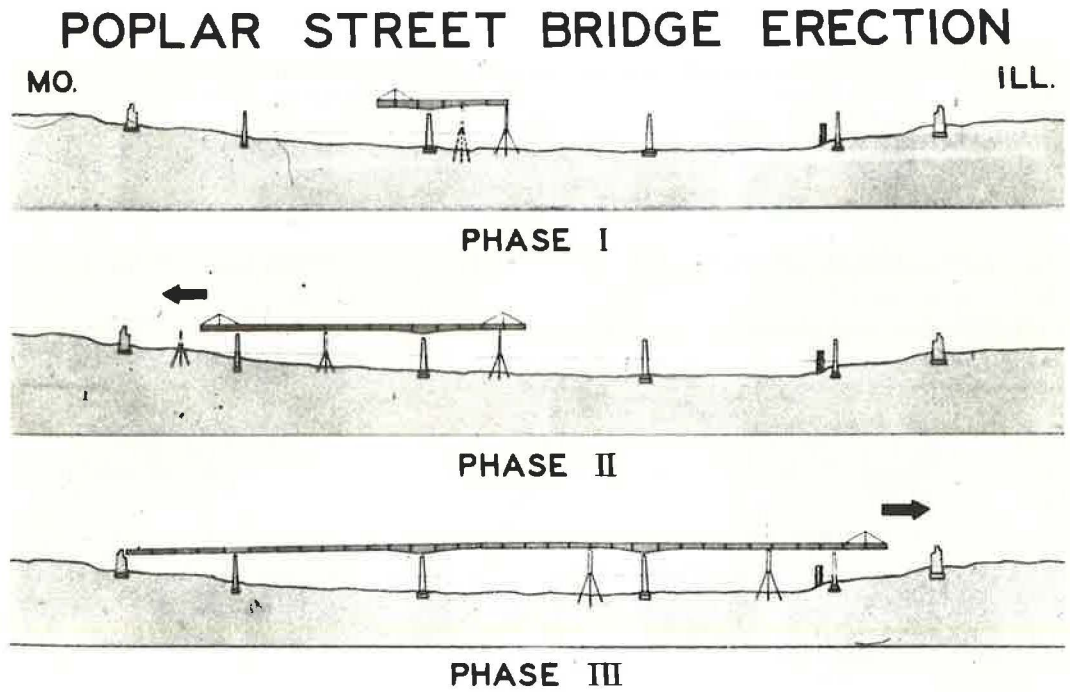 POPLAR STREET BRIDGE ERECTION
MO. ILL.
PHASE I
PHASE II
PHASE III